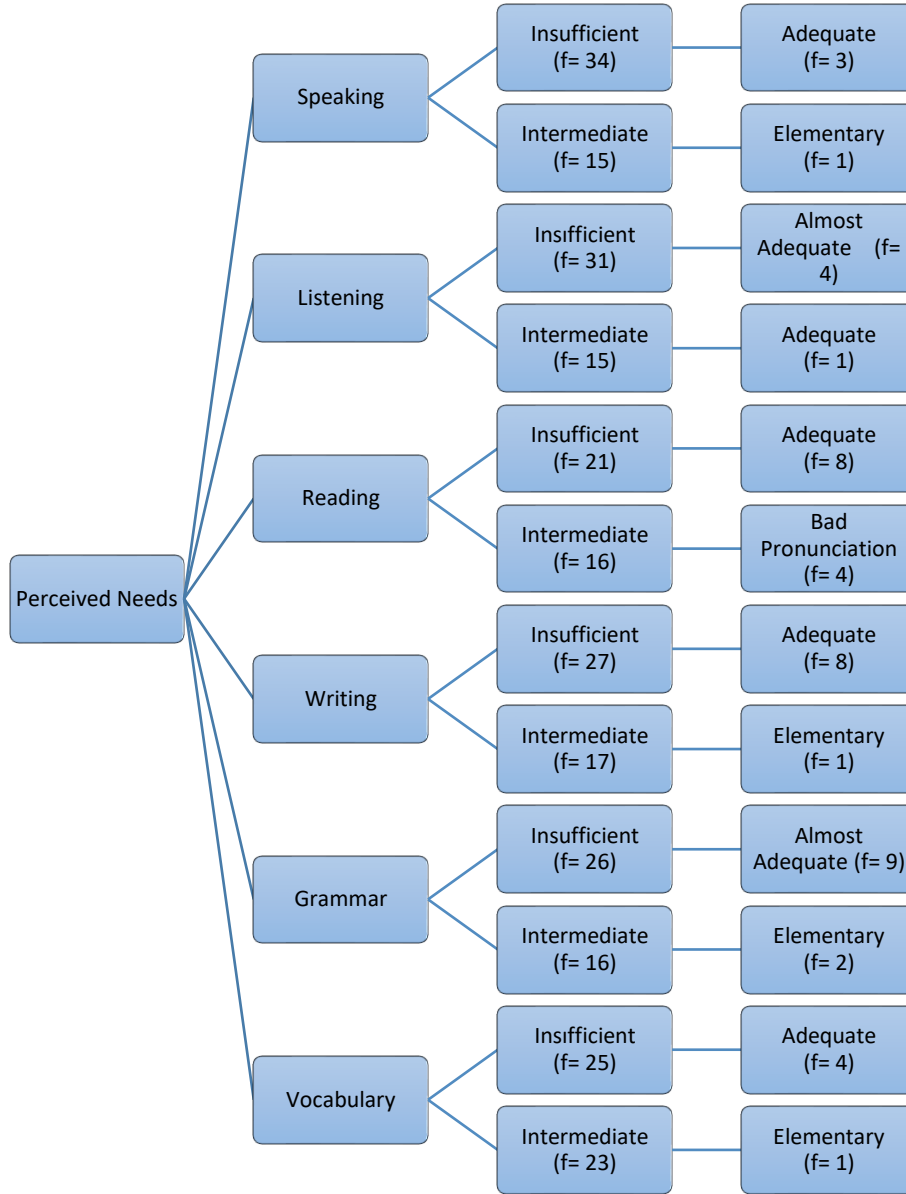 Perceived Needs
Speaking
Insufficient
(f= 34)
Adequate
(f= 3)
Intermediate
(f= 15)
Elementary
(f= 1)
Listening
Insıfficient
(f= 31)
Almost
Adequate (f=
4)
Intermediate
(f= 15)
Adequate
(f= 1)
Reading
Insufficient
(f= 21)
Adequate
(f= 8)
Intermediate
(f= 16)
Bad
Pronunciation
(f= 4)
Writing
Insufficient
(f= 27)
Adequate
(f= 8)
Intermediate
(f= 17)
Elementary
(f= 1)
Grammar
Insufficient
(f= 26)
Almost
Adequate (f= 9)
Intermediate
(f= 16)
Elementary
(f= 2)
Vocabulary
Insıfficient
(f= 25)
Adequate
(f= 4)
Intermediate
(f= 23)
Elementary
(f= 1)